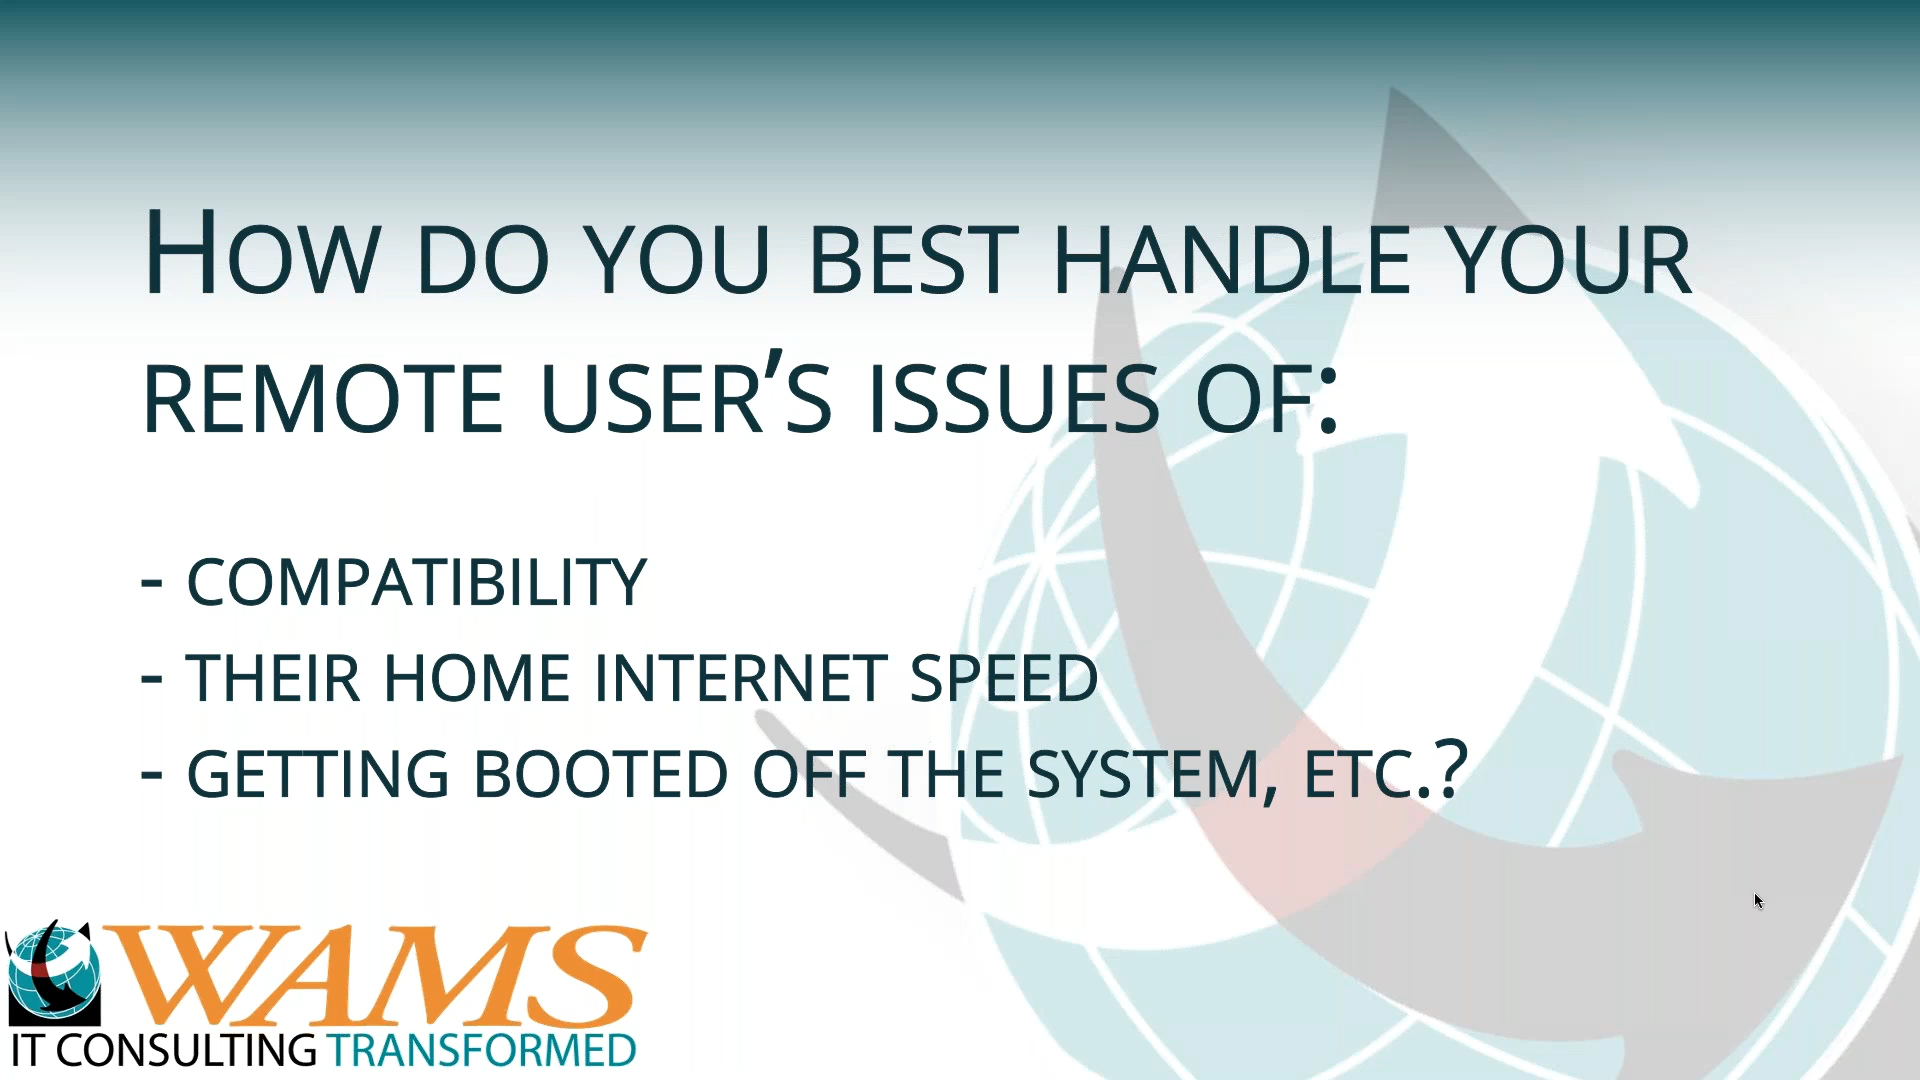 How do you best handle your
remote user's issues of:
- compatibility
- their home internet speed
- getting booted off the system, etc.?
WAMS
IT CONSULTING TRANSFORMED